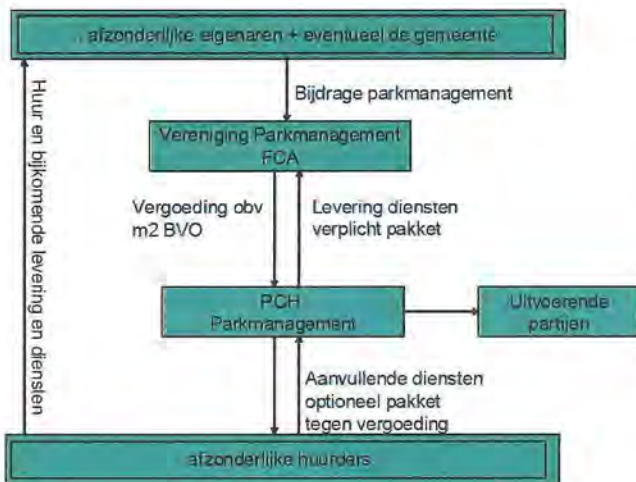 afzonderlijke eigenaren + eventueel de gemeente
Bijdrage parkmanagement
Vereniging Parkmanagement
FCA
Huur en bijkomende levering en diensten
Vergoeding obv
m2 BVO
Levering diensten
verplicht pakket
PCH
Parkmanagement
Uitvoerende
partijen
Aanvullende diensten
optioneel pakket
tegen vergoeding
afzonderlijke huurders